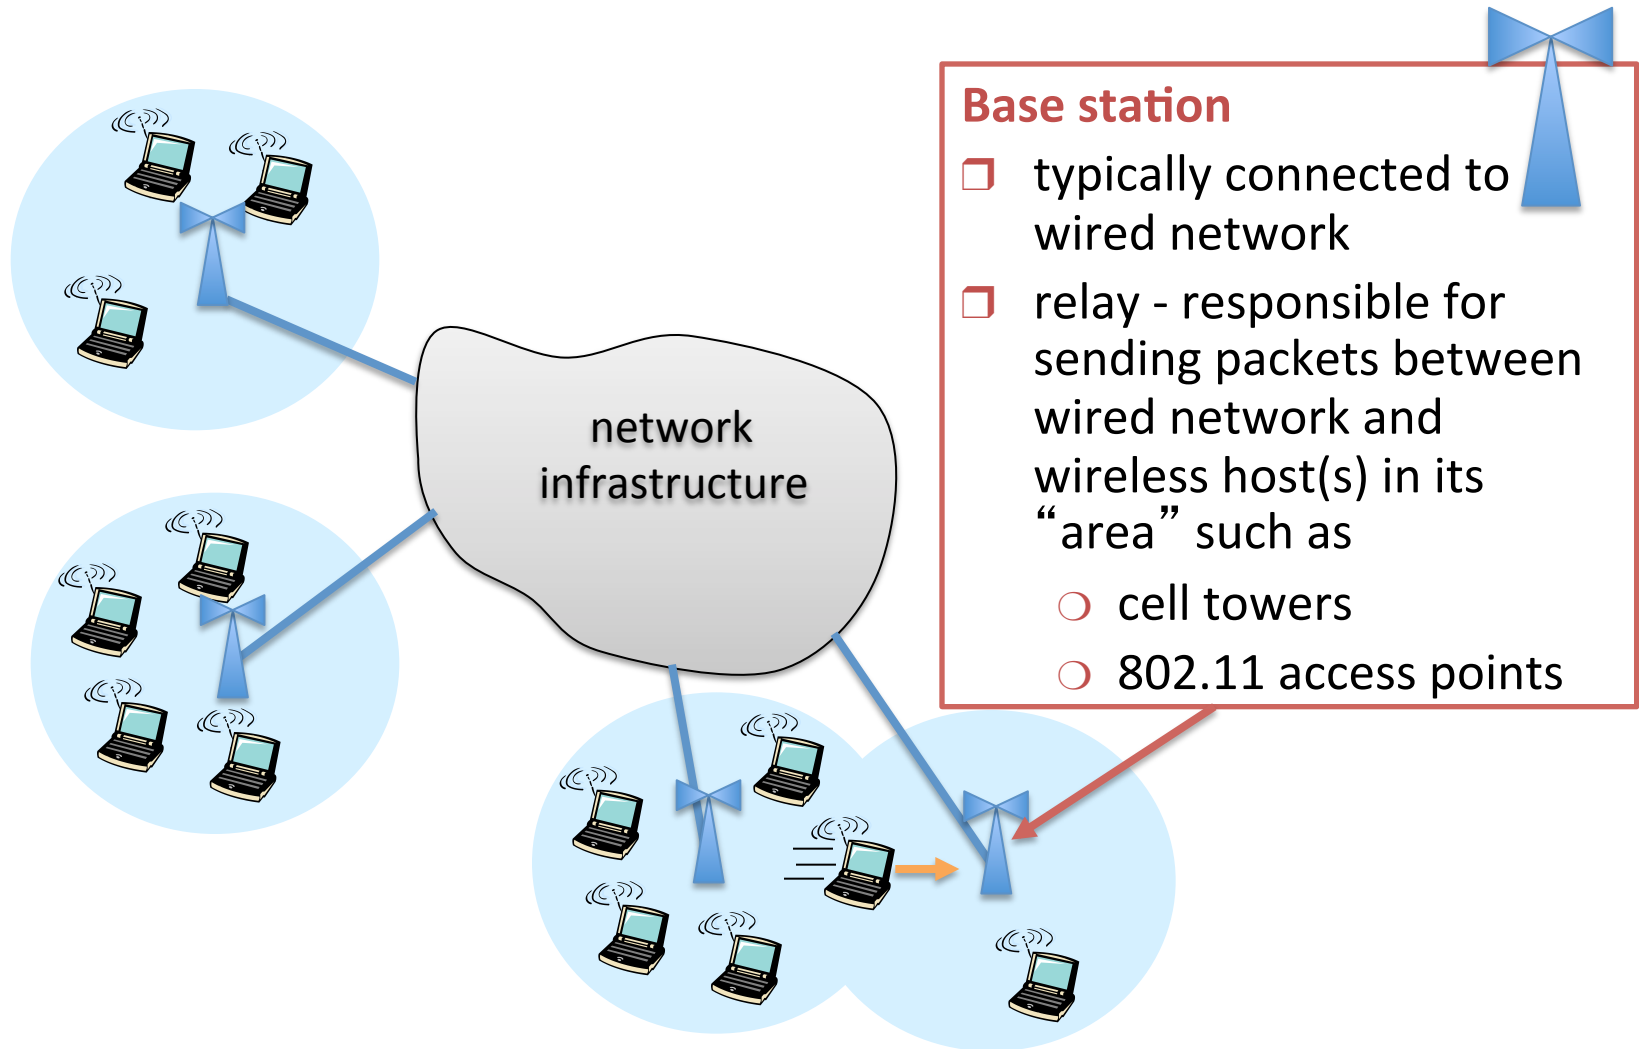 Base station
typically connected to
wired network
relay - responsible for
sending packets between
wired network and
wireless host(s) in its
“area” such as
cell towers
802.11 access points
network
infrastructure